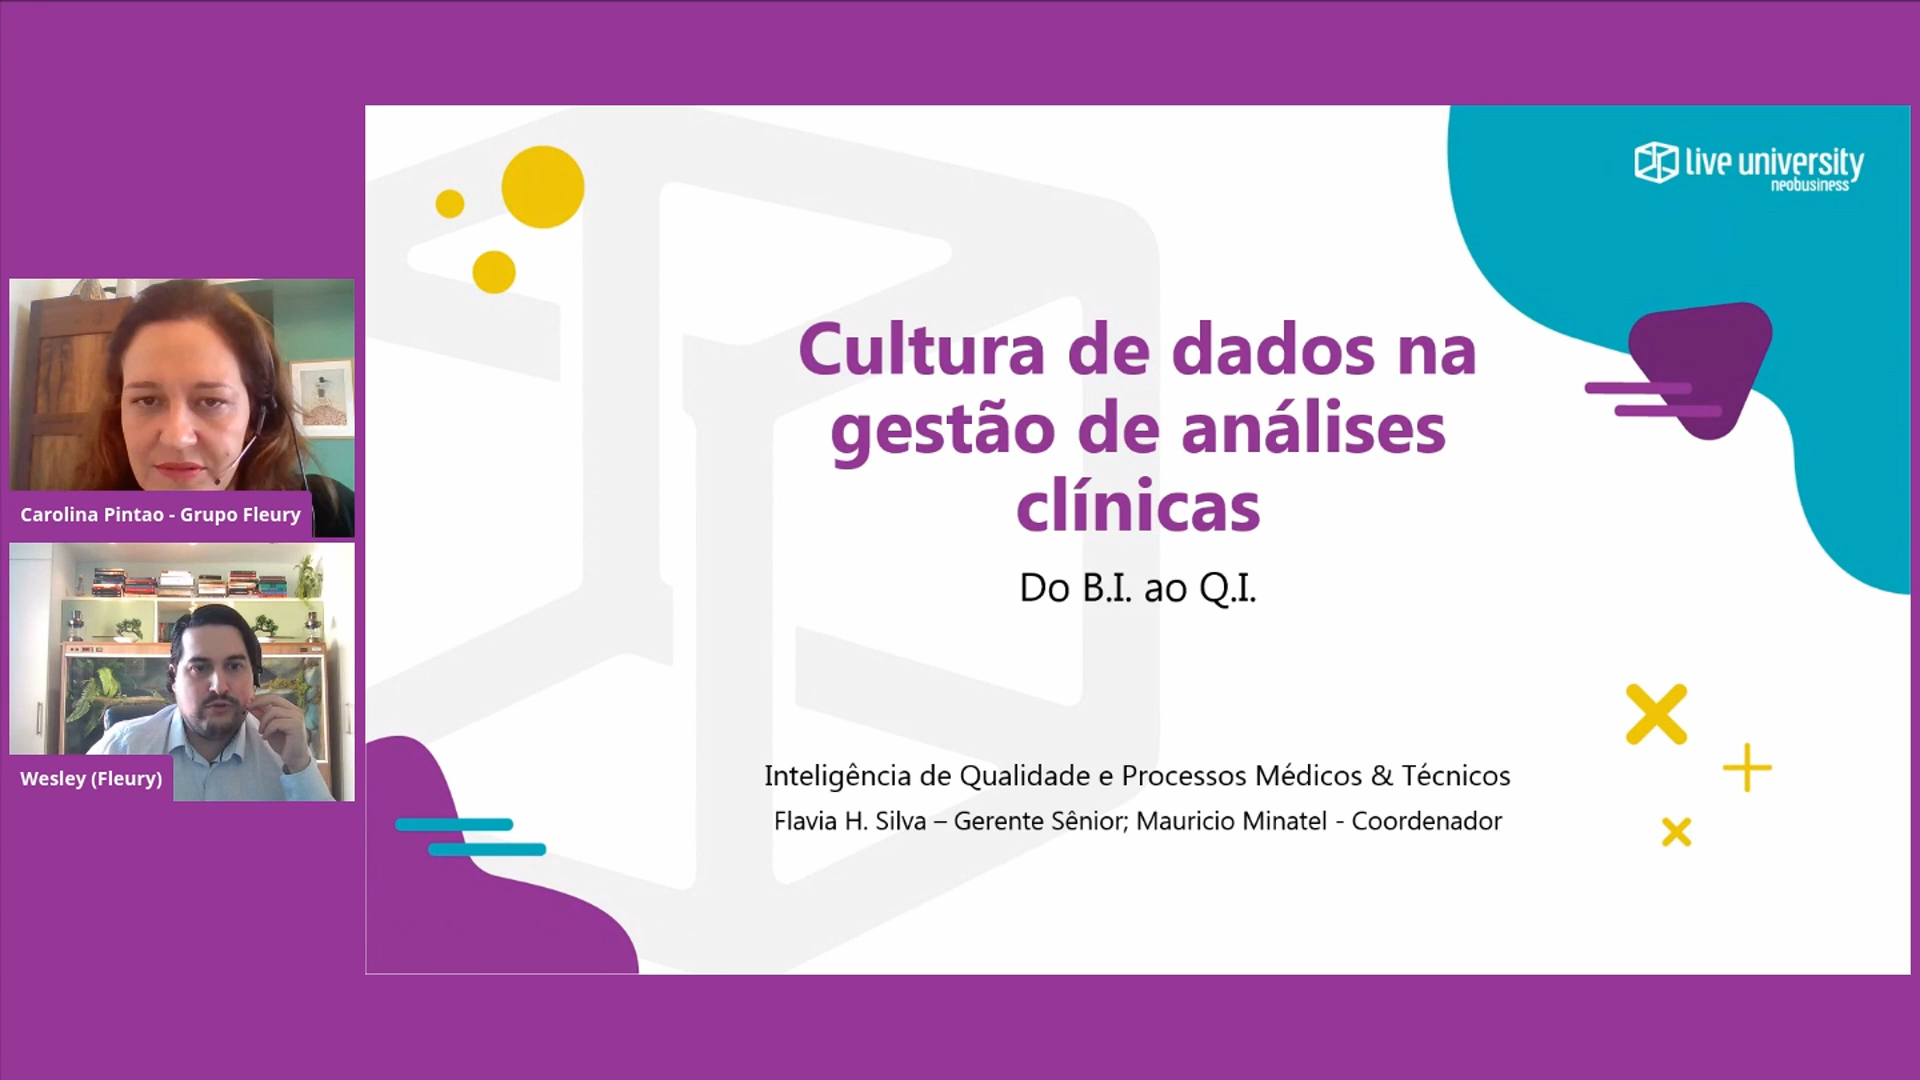 live university
neobusiness
Cultura de dados na
gestão de análises
clínicas
Do B.I. ao Q.I.
Carolina Pintao - Grupo Fleury
Wesley (Fleury)
Inteligência de Qualidade e Processos Médicos & Técnicos
Flavia H. Silva – Gerente Sênior; Mauricio Minatel - Coordenador